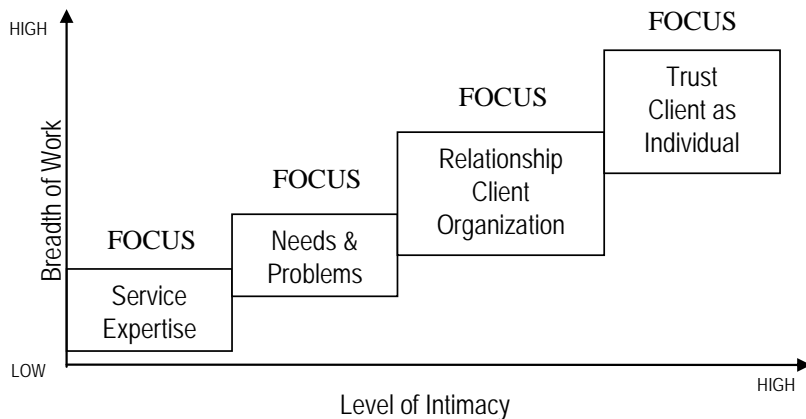 HIGH
FOCUS
Trust
Client as
Individual
FOCUS
Relationship
Client
Organization
FOCUS
Needs &
Problems
FOCUS
Service
Expertise
Breadth of Work
LOW
HIGH
Level of Intimacy